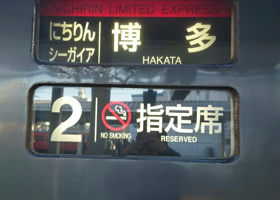 NICHIRIN LIMITED EXPRESS
にちりん
シーガイア
博多
HAKATA
2
NO SMOKING
指定席
RESERVED